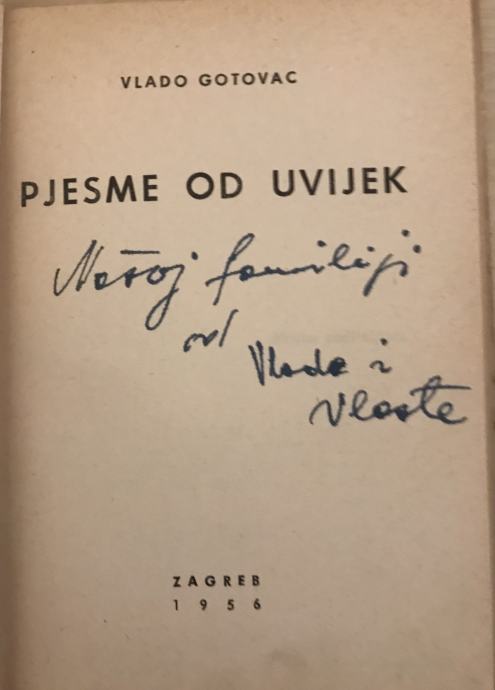 VLADO GOTOVAC
PJESME OD UVIJEK
Našoj familiji
od
Vlade i
Vlaste
ZAGREB
1956